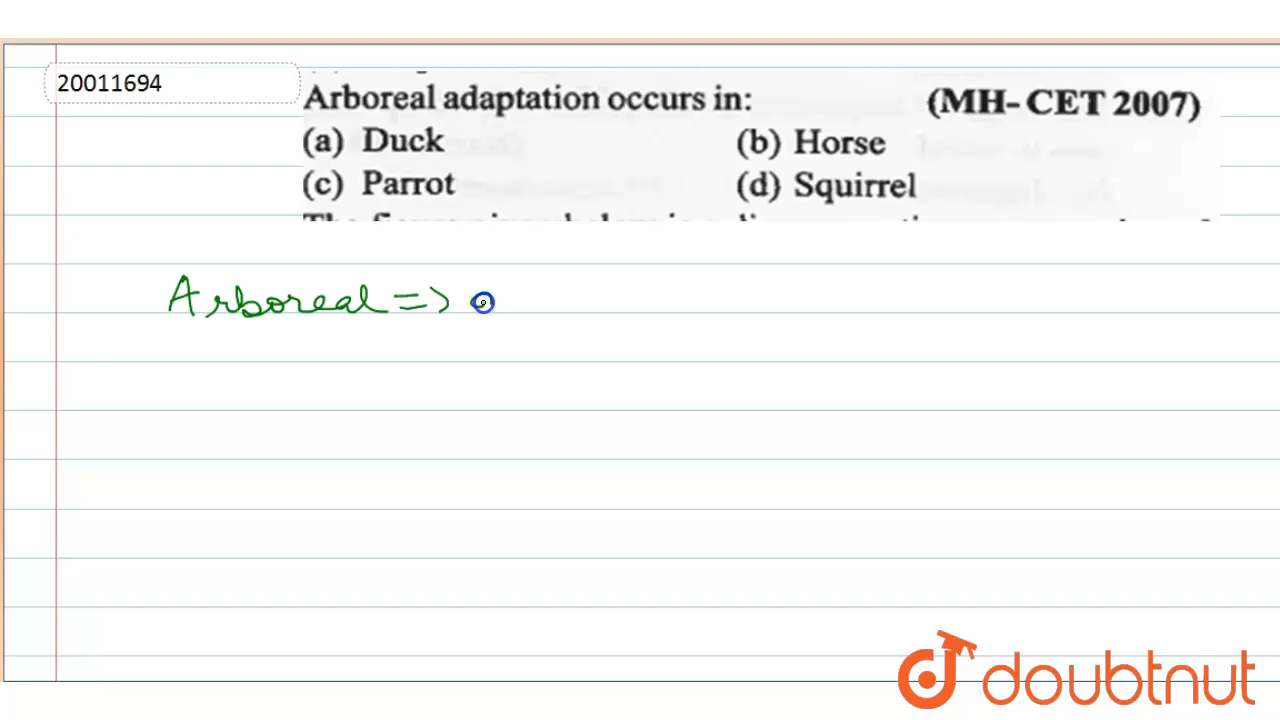 20011694
Arboreal adaptation occurs in: (MH-CET 2007)
(a) Duck (b) Horse
(c) Parrot (d) Squirrel
Arboreal =>
doubtnut